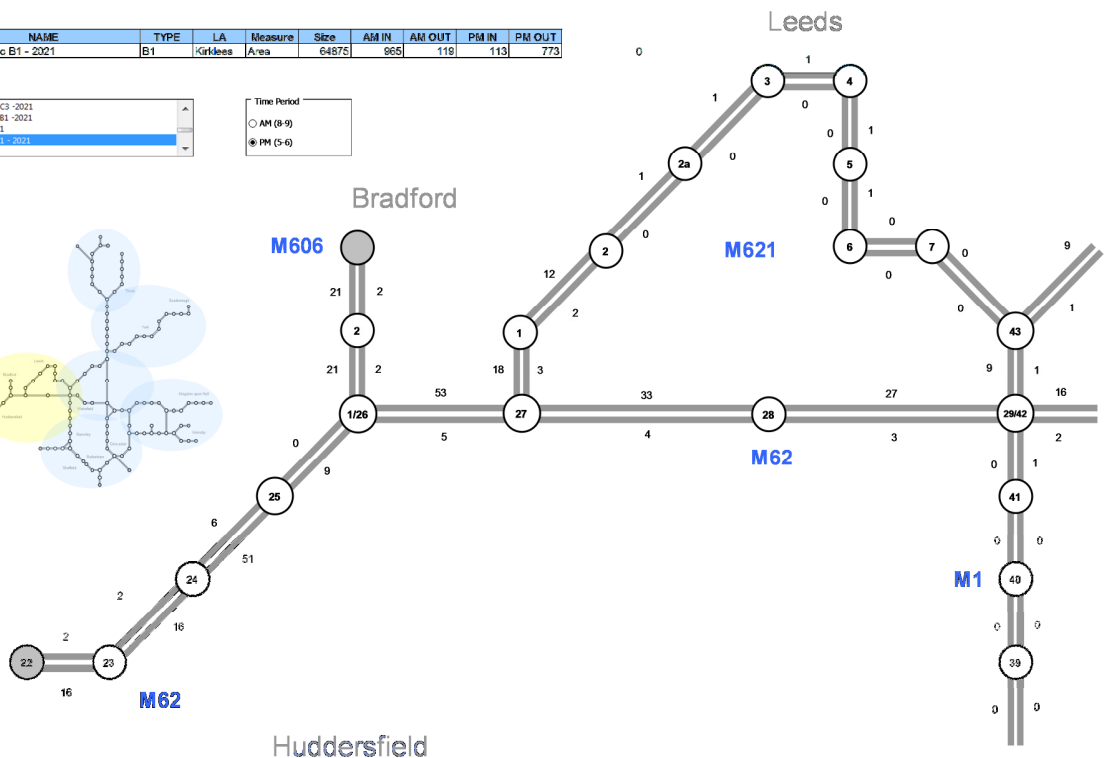 Leeds
NAME TYPE LA Measure Size AM IN AM OUT PM IN PM OUT
c B1 - 2021 B1 Kirklees Area 64875 965 119 113 773
0
1
3 4
0
C3 -2021
B1 -2021
1
1 - 2021
Time Period
AM (8-9)
PM (5-6)
1
0 1
2a 0
5
1
0 1
Bradford
M606
M621
2
0
0
6 7
0
0
0
9
1
12
2
21 2
2
1
43
21 2
18 3
9 1
53
33
27
16
1/26 27 28 29/42
5
4
3
2
M62
0
9
25
0 1
41
6
51
24
0 0
M1 40
2
16
0 0
2
22 23
16
39
M62
0 0
Huddersfield